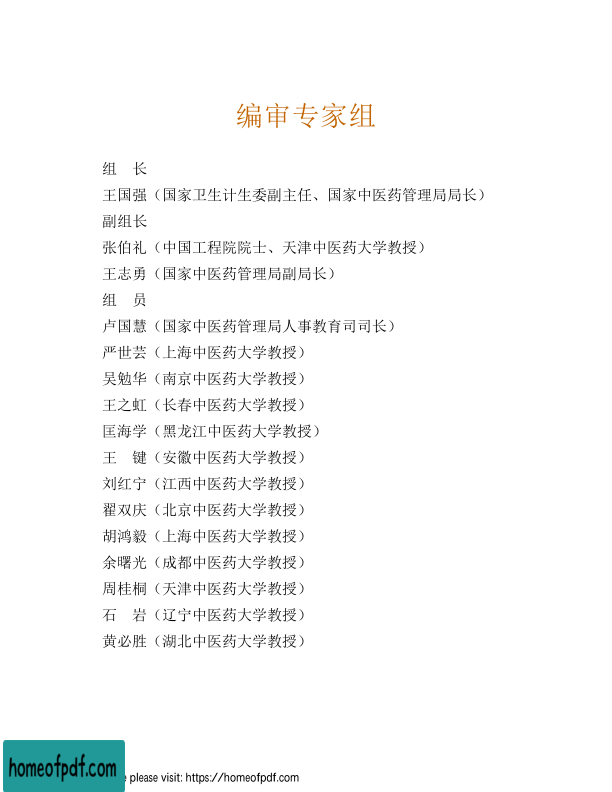 编审专家组
组　长
王国强（国家卫生计生委副主任、国家中医药管理局局长）
副组长
张伯礼（中国工程院院士、天津中医药大学教授）
王志勇（国家中医药管理局副局长）
组　员
卢国慧（国家中医药管理局人事教育司司长）
严世芸（上海中医药大学教授）
吴勉华（南京中医药大学教授）
王之虹（长春中医药大学教授）
匡海学（黑龙江中医药大学教授）
王　键（安徽中医药大学教授）
刘红宁（江西中医药大学教授）
翟双庆（北京中医药大学教授）
胡鸿毅（上海中医药大学教授）
余曙光（成都中医药大学教授）
周桂桐（天津中医药大学教授）
石　岩（辽宁中医药大学教授）
黄必胜（湖北中医药大学教授）
homeofpdf.com
please visit: https://homeofpdf.com